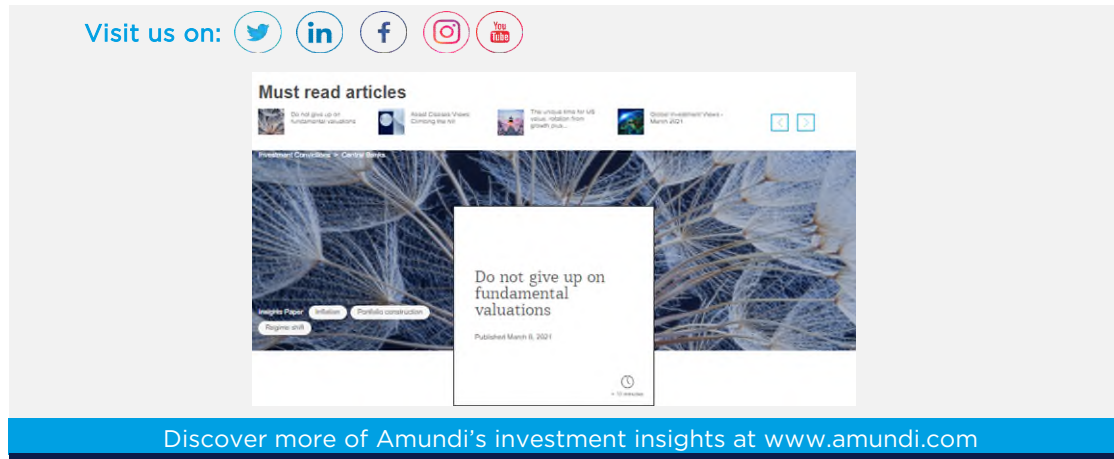 Visit us on:
You
Tube
Must read articles
Do not give up on
fundamental valuations
Asset Classes Views:
Climbing the hill
The unique time for US
value, rotation from
growth plus...
Global Investment Views -
March 2021
Investment Convictions > Central Banks
Do not give up on
fundamental
valuations
Published March 8, 2021
Insights Paper
Inflation
Portfolio construction
Regime shift
> 10 minutes
Discover more of Amundi's investment insights at www.amundi.com